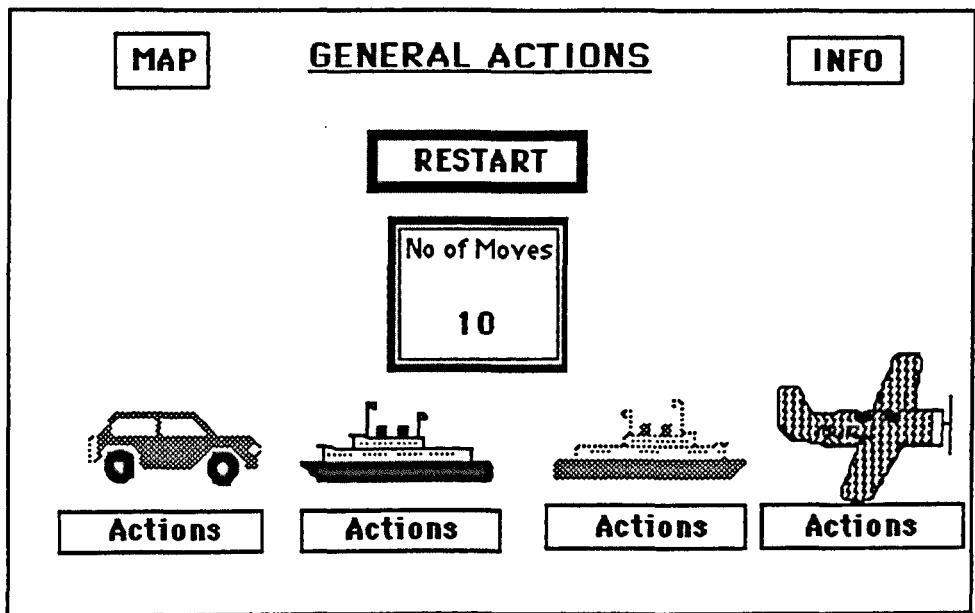 MAP
GENERAL ACTIONS
INFO
RESTART
No of Moves
10
Actions
Actions
Actions
Actions